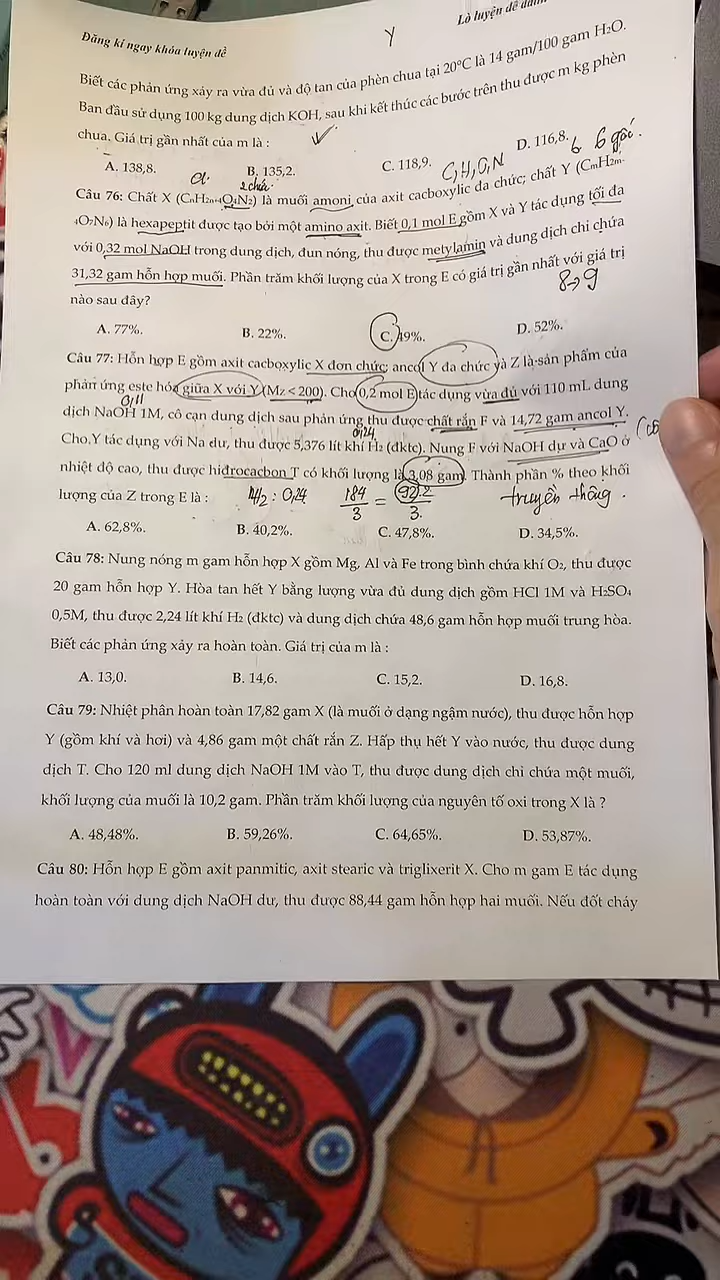 Y
Lò luyện đề
Đăng kí ngay khóa luyện đề
Biết các phản ứng xảy ra vừa đủ và độ tan của phèn chua tại 20°C là 14 gam/100 gam H₂O.
Ban đầu sử dụng 100 kg dung dịch KOH, sau khi kết thúc các bước trên thu được m kg phèn
chua. Giá trị gần nhất của m là :
A. 138,8. B. 135,2. C. 118,9. D. 116,8.
6 gốc.
2 chức
C,H,O,N
Câu 76: Chất X (CₙH₂ₙ₊₄O₄N₂) là muối amoni của axit cacboxylic đa chức; chất Y (CₘH₂ₘ₋
₄O₇N₆) là hexapeptit được tạo bởi một amino axit. Biết 0,1 mol E gồm X và Y tác dụng tối đa
với 0,32 mol NaOH trong dung dịch, đun nóng, thu được metylamin và dung dịch chỉ chứa
31,32 gam hỗn hợp muối. Phần trăm khối lượng của X trong E có giá trị gần nhất với giá trị
8→9
nào sau đây?
A. 77%. B. 22%. C. 49%. D. 52%.
Câu 77: Hỗn hợp E gồm axit cacboxylic X đơn chức; ancol Y đa chức và Z là sản phẩm của
phản ứng este hóa giữa X với Y (Mz < 200). Cho 0,2 mol E tác dụng vừa đủ với 110 mL dung
0,11
dịch NaOH 1M, cô cạn dung dịch sau phản ứng thu được chất rắn F và 14,72 gam ancol Y.
0,24
Cho Y tác dụng với Na dư, thu được 5,376 lít khí H₂ (đktc). Nung F với NaOH dư và CaO ở
nhiệt độ cao, thu được hiđrocacbon T có khối lượng là 3,08 gam. Thành phần % theo khối
lượng của Z trong E là :
: 0,24 184/3 = 92.2/3. truyền thống.
A. 62,8%. B. 40,2%. C. 47,8%. D. 34,5%.
Câu 78: Nung nóng m gam hỗn hợp X gồm Mg, Al và Fe trong bình chứa khí O₂, thu được
20 gam hỗn hợp Y. Hòa tan hết Y bằng lượng vừa đủ dung dịch gồm HCl 1M và H₂SO₄
0,5M, thu được 2,24 lít khí H₂ (đktc) và dung dịch chứa 48,6 gam hỗn hợp muối trung hòa.
Biết các phản ứng xảy ra hoàn toàn. Giá trị của m là :
A. 13,0. B. 14,6. C. 15,2. D. 16,8.
Câu 79: Nhiệt phân hoàn toàn 17,82 gam X (là muối ở dạng ngậm nước), thu được hỗn hợp
Y (gồm khí và hơi) và 4,86 gam một chất rắn Z. Hấp thụ hết Y vào nước, thu được dung
dịch T. Cho 120 ml dung dịch NaOH 1M vào T, thu được dung dịch chỉ chứa một muối,
khối lượng của muối là 10,2 gam. Phần trăm khối lượng của nguyên tố oxi trong X là ?
A. 48,48%. B. 59,26%. C. 64,65%. D. 53,87%.
Câu 80: Hỗn hợp E gồm axit panmitic, axit stearic và triglixerit X. Cho m gam E tác dụng
hoàn toàn với dung dịch NaOH dư, thu được 88,44 gam hỗn hợp hai muối. Nếu đốt cháy